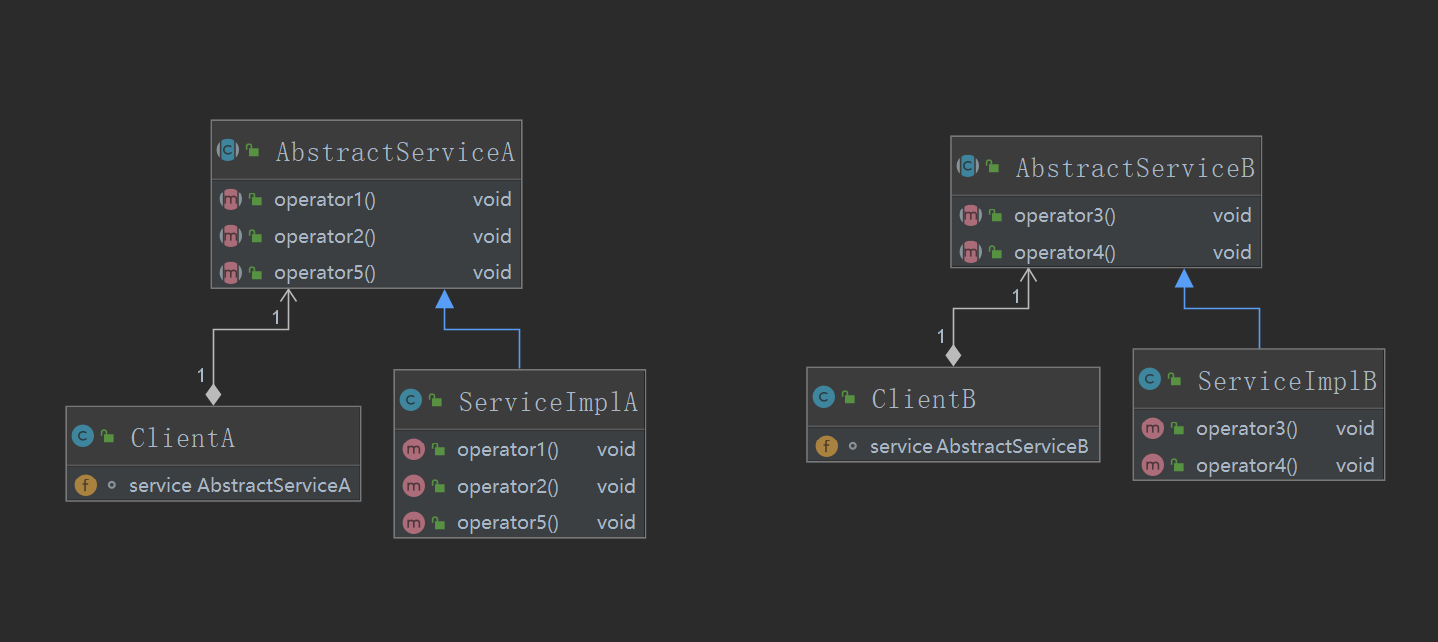 AbstractServiceA
operator1() void
operator2() void
operator5() void
1
1
ClientA
service AbstractServiceA
ServiceImplA
operator1() void
operator2() void
operator5() void
AbstractServiceB
operator3() void
operator4() void
1
1
ClientB
service AbstractServiceB
ServiceImplB
operator3() void
operator4() void